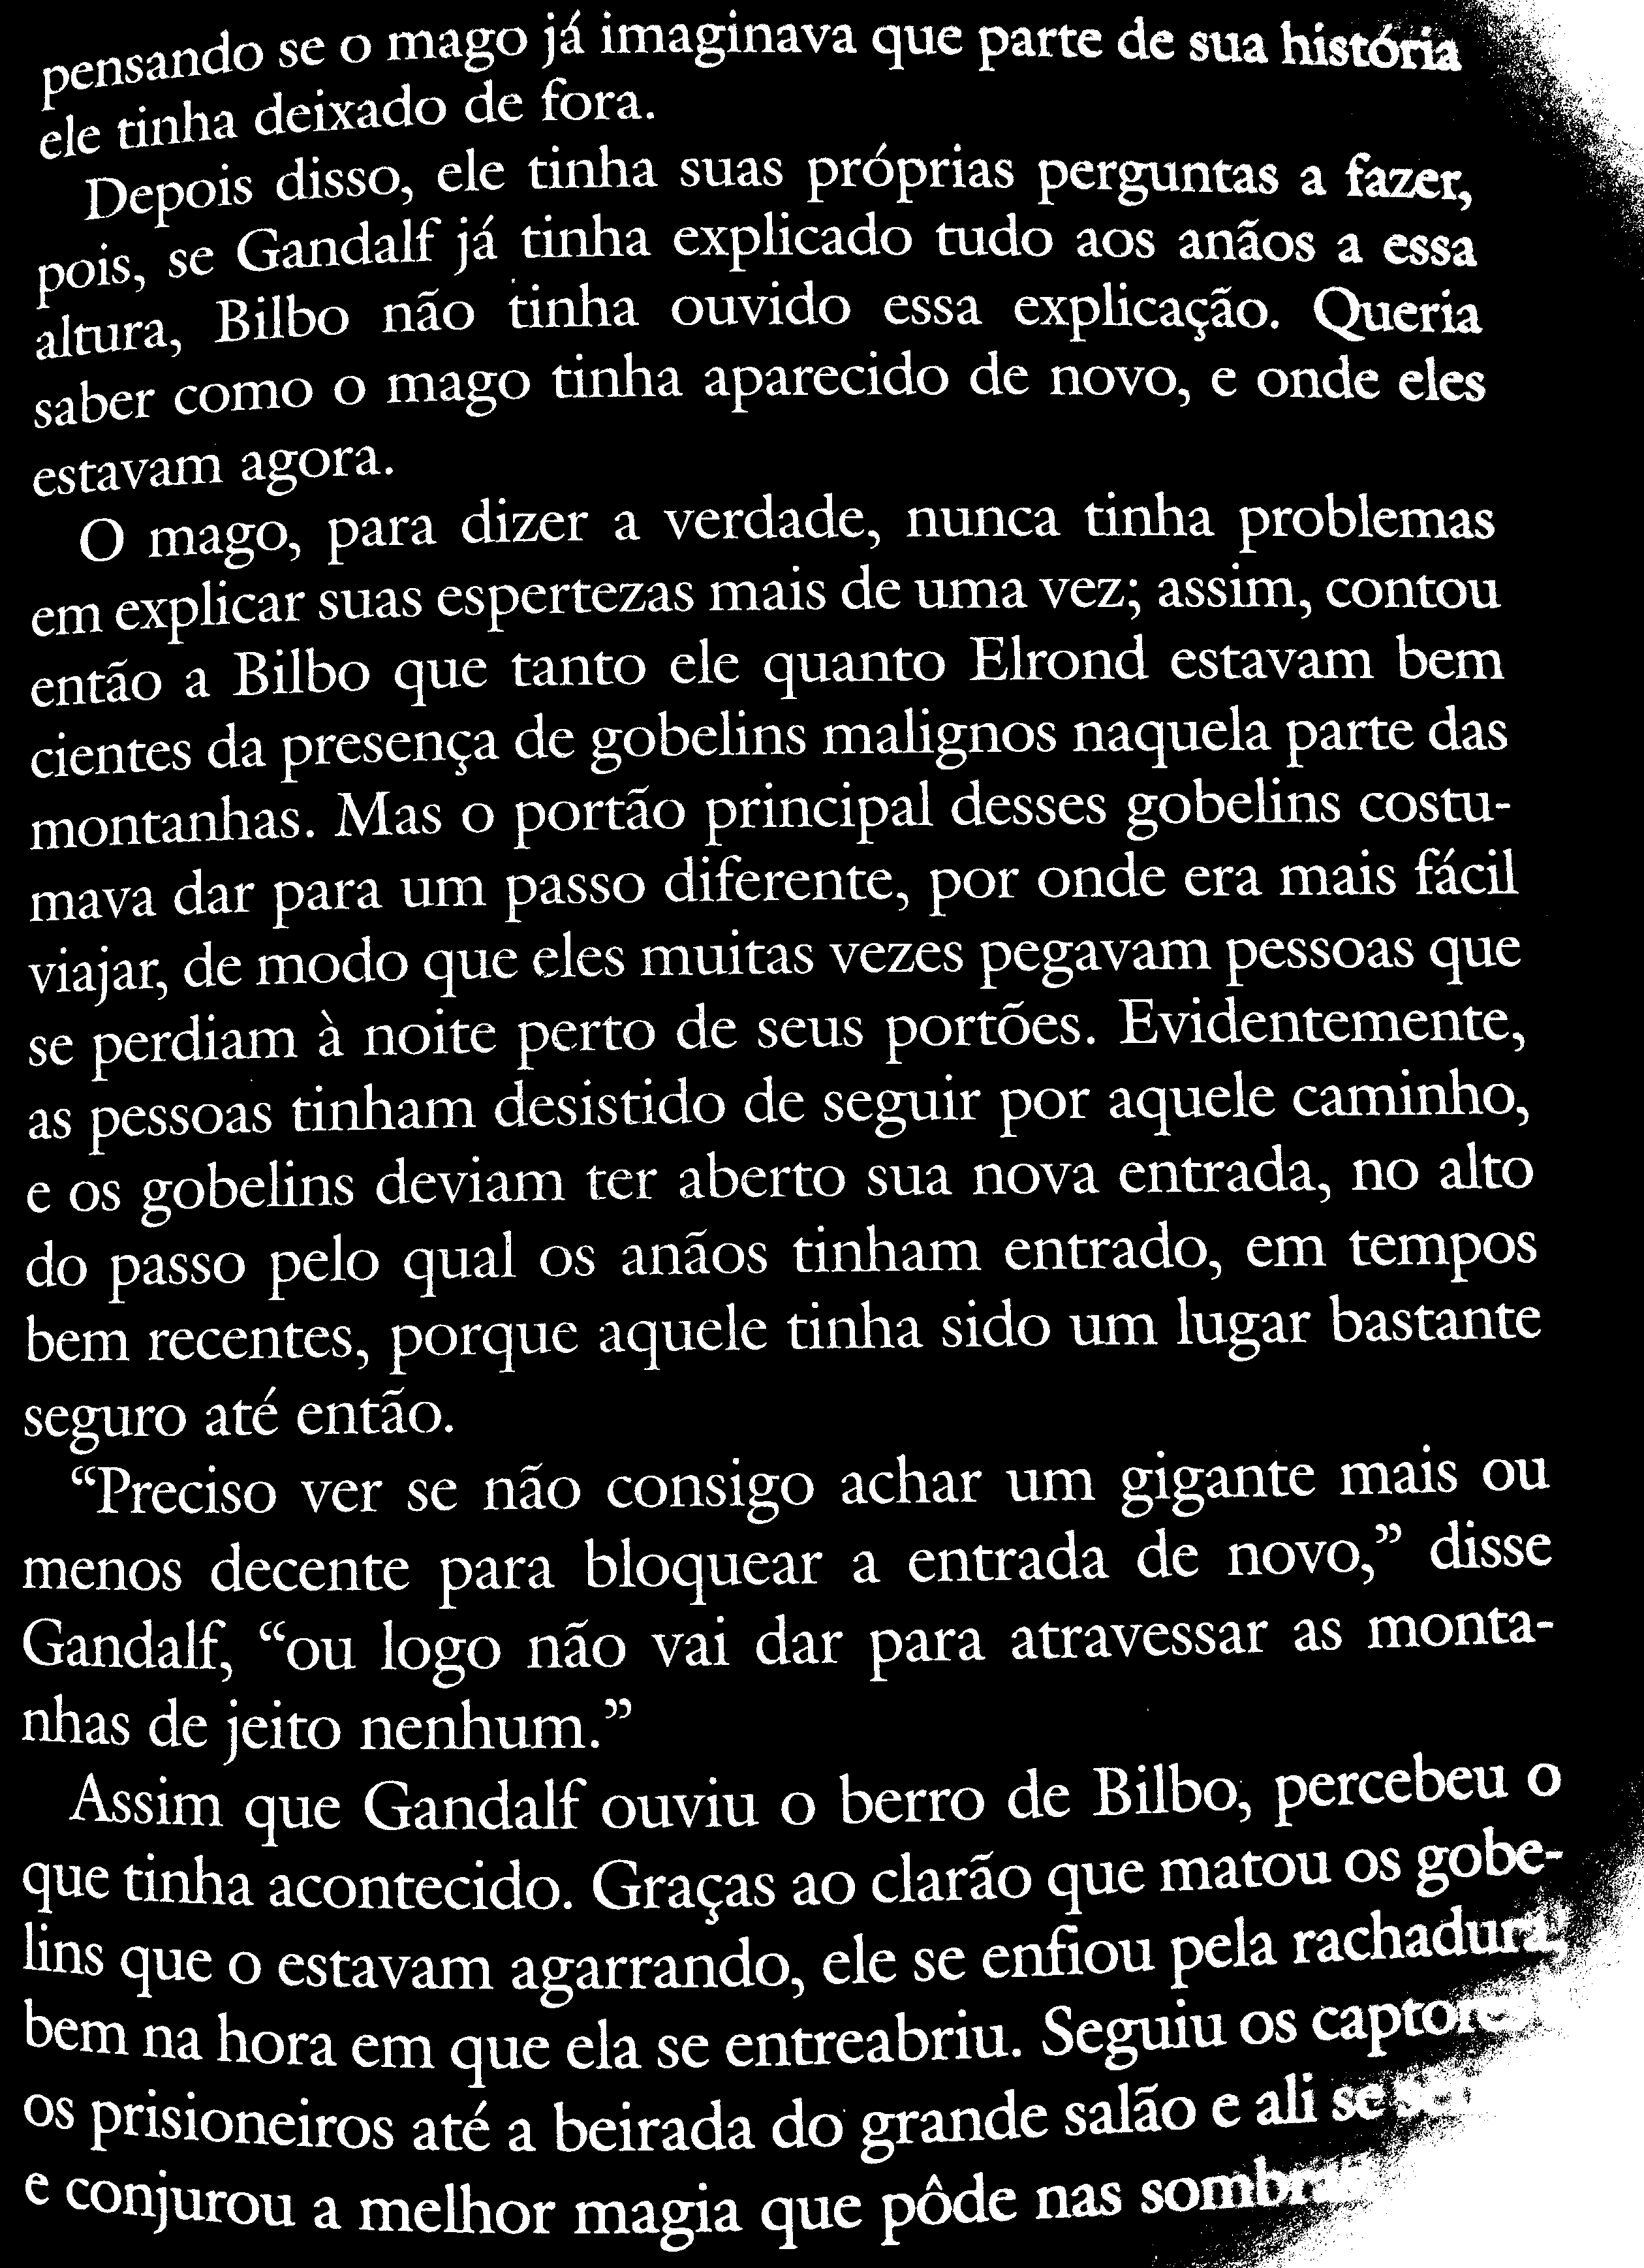 pensando se o mago já imaginava que parte de sua história
ele tinha deixado de fora.
Depois disso, ele tinha suas próprias perguntas a fazer,
pois, se Gandalf já tinha explicado tudo aos anãos a essa
altura, Bilbo não tinha ouvido essa explicação. Queria
saber como o mago tinha aparecido de novo, e onde eles
estavam agora.
O mago, para dizer a verdade, nunca tinha problemas
em explicar suas espertezas mais de uma vez; assim, contou
então a Bilbo que tanto ele quanto Elrond estavam bem
cientes da presença de gobelins malignos naquela parte das
montanhas. Mas o portão principal desses gobelins costu-
mava dar para um passo diferente, por onde era mais fácil
viajar, de modo que eles muitas vezes pegavam pessoas que
se perdiam à noite perto de seus portões. Evidentemente,
as pessoas tinham desistido de seguir por aquele caminho,
e os gobelins deviam ter aberto sua nova entrada, no alto
do passo pelo qual os anãos tinham entrado, em tempos
bem recentes, porque aquele tinha sido um lugar bastante
seguro até então.
“Preciso ver se não consigo achar um gigante mais ou
menos decente para bloquear a entrada de novo,” disse
Gandalf, “ou logo não vai dar para atravessar as monta-
nhas de jeito nenhum.”
Assim que Gandalf ouviu o berro de Bilbo, percebeu o
que tinha acontecido. Graças ao clarão que matou os gobe-
lins que o estavam agarrando, ele se enfiou pela rachadura,
bem na hora em que ela se entreabriu. Seguiu os captores
os prisioneiros até a beirada do grande salão e ali se
e conjurou a melhor magia que pôde nas sombras